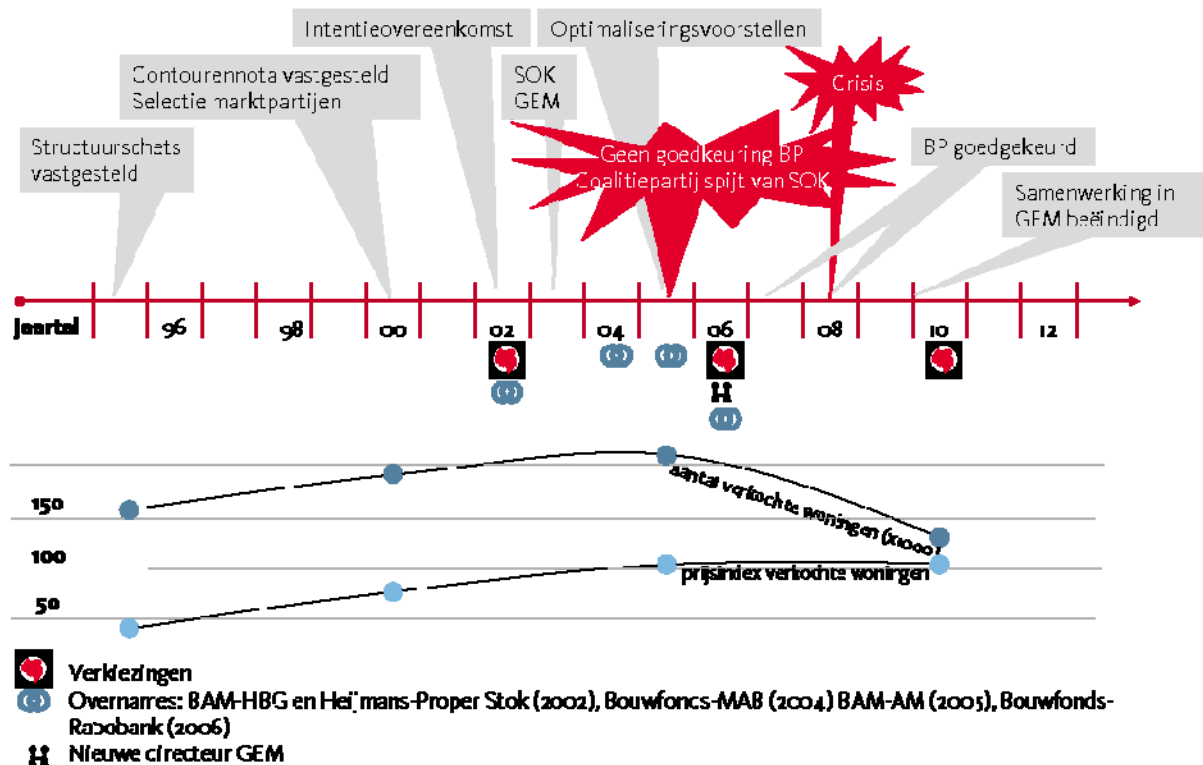 Intentieovereenkomst
Optimaliseringsvoorstellen
Contourennota vastgesteld
Selectie marktpartijen
SOK
GEM
Crisis
Structuurschets
vastgesteld
Geen goedkeuring BP
Coalitiepartij spijt van SOK
BP goedgekeurd
Samenwerking in
GEM beëindigd
Jaartal 96 98 00 02 04 06 08 10 12
150
aantal verkochte woningen (x1000)
100
prijsindex verkochte woningen
50
Verkiezingen
Overnames: BAM-HBG en Heijmans-Proper Stok (2002), Bouwfonds-MAB (2004) BAM-AM (2005), Bouwfonds-
Rabobank (2006)
Nieuwe directeur GEM